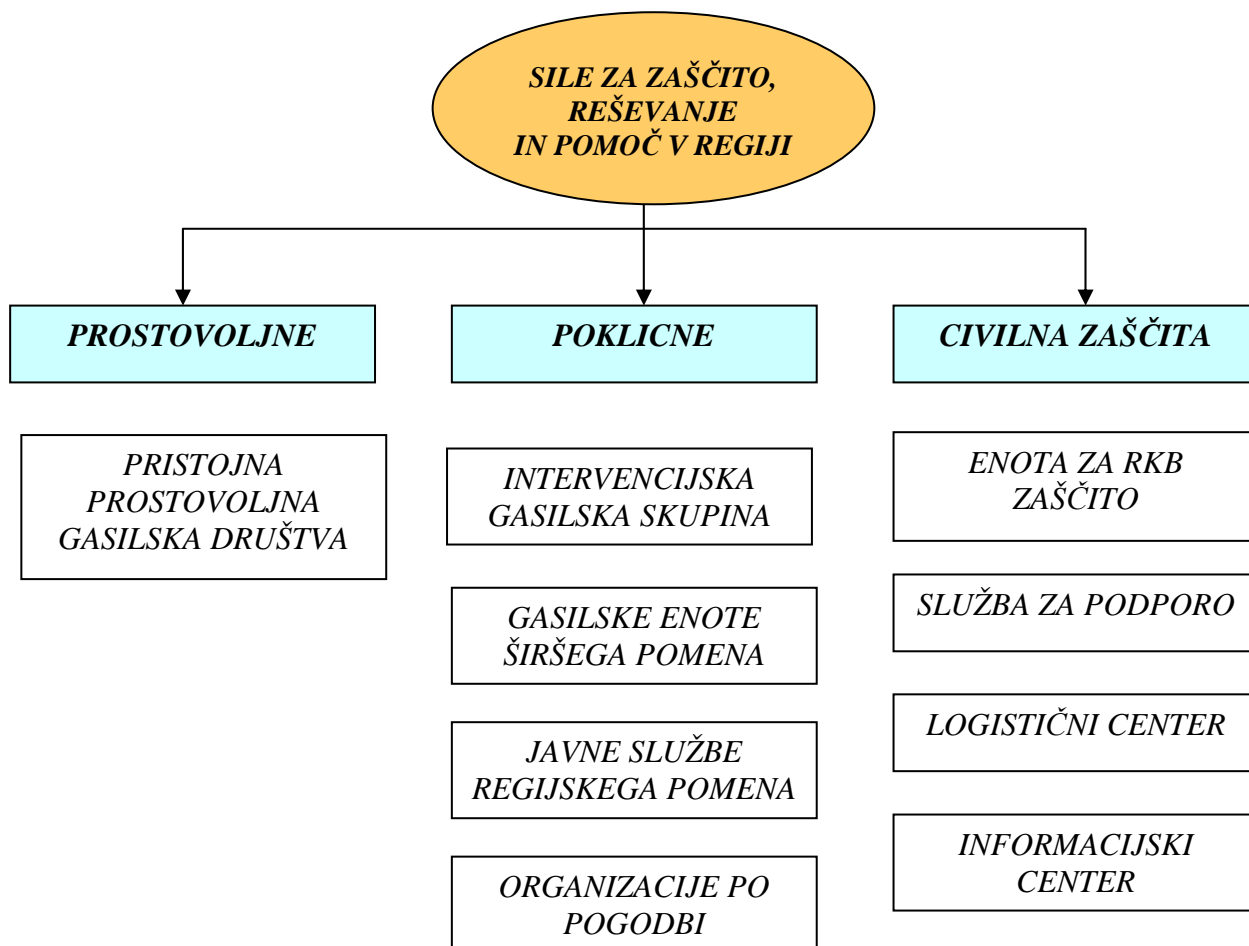 SILE ZA ZAŠČITO,
REŠEVANJE
IN POMOČ V REGIJI
PROSTOVOLJNE
POKLICNE
CIVILNA ZAŠČITA
PRISTOJNA
PROSTOVOLJNA
GASILSKA DRUŠTVA
INTERVENCIJSKA
GASILSKA SKUPINA
GASILSKE ENOTE
ŠIRŠEGA POMENA
JAVNE SLUŽBE
REGIJSKEGA POMENA
ORGANIZACIJE PO
POGODBI
ENOTA ZA RKB
ZAŠČITO
SLUŽBA ZA PODPORO
LOGISTIČNI CENTER
INFORMACIJSKI
CENTER